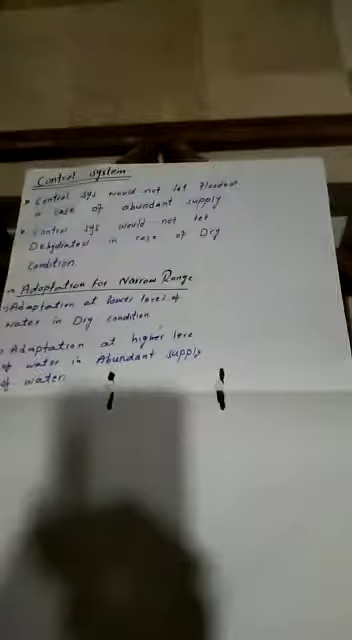 Control system
Control sys would not let Flooded
in case of abundant supply
Control sys would not let
Dehydrated in case of Dry
Condition.
Adaptation for Narrow Range
Adaptation at lower level of
water in Dry condition
Adaptation at higher leve
of water in Abundant supply
of water